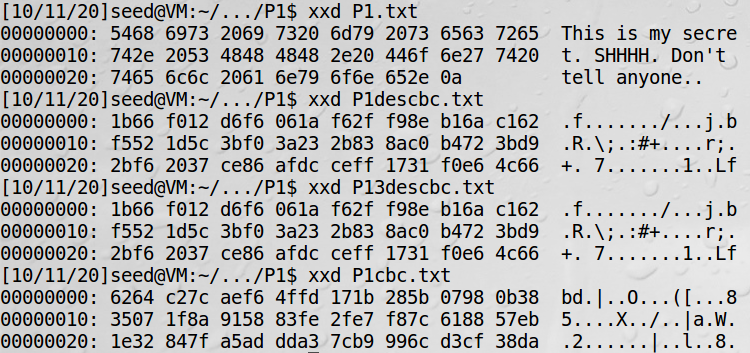 [10/11/20]seed@VM:~/.../P1$ xxd P1.txt
00000000: 5468 6973 2069 7320 6d79 2073 6563 7265  This is my secre
00000010: 742e 2053 4848 4848 2e20 446f 6e27 7420  t. SHHHH. Don't 
00000020: 7465 6c6c 2061 6e79 6f6e 652e 0a         tell anyone..
[10/11/20]seed@VM:~/.../P1$ xxd P1descbc.txt
00000000: 1b66 f012 d6f6 061a f62f f98e b16a c162  .f......./...j.b
00000010: f552 1d5c 3bf0 3a23 2b83 8ac0 b472 3bd9  .R.\;.:#+....r;.
00000020: 2bf6 2037 ce86 afdc ceff 1731 f0e6 4c66  +. 7.......1..Lf
[10/11/20]seed@VM:~/.../P1$ xxd P13descbc.txt
00000000: 1b66 f012 d6f6 061a f62f f98e b16a c162  .f......./...j.b
00000010: f552 1d5c 3bf0 3a23 2b83 8ac0 b472 3bd9  .R.\;.:#+....r;.
00000020: 2bf6 2037 ce86 afdc ceff 1731 f0e6 4c66  +. 7.......1..Lf
[10/11/20]seed@VM:~/.../P1$ xxd P1cbc.txt
00000000: 6264 c27c aef6 4ffd 171b 285b 0798 0b38  bd.|..O...([...8
00000010: 3507 1f8a 9158 83fe 2fe7 f87c 6188 57eb  5....X../..|a.W.
00000020: 1e32 847f a5ad dda3 7cb9 996c d3cf 38da  .2......|..l..8.